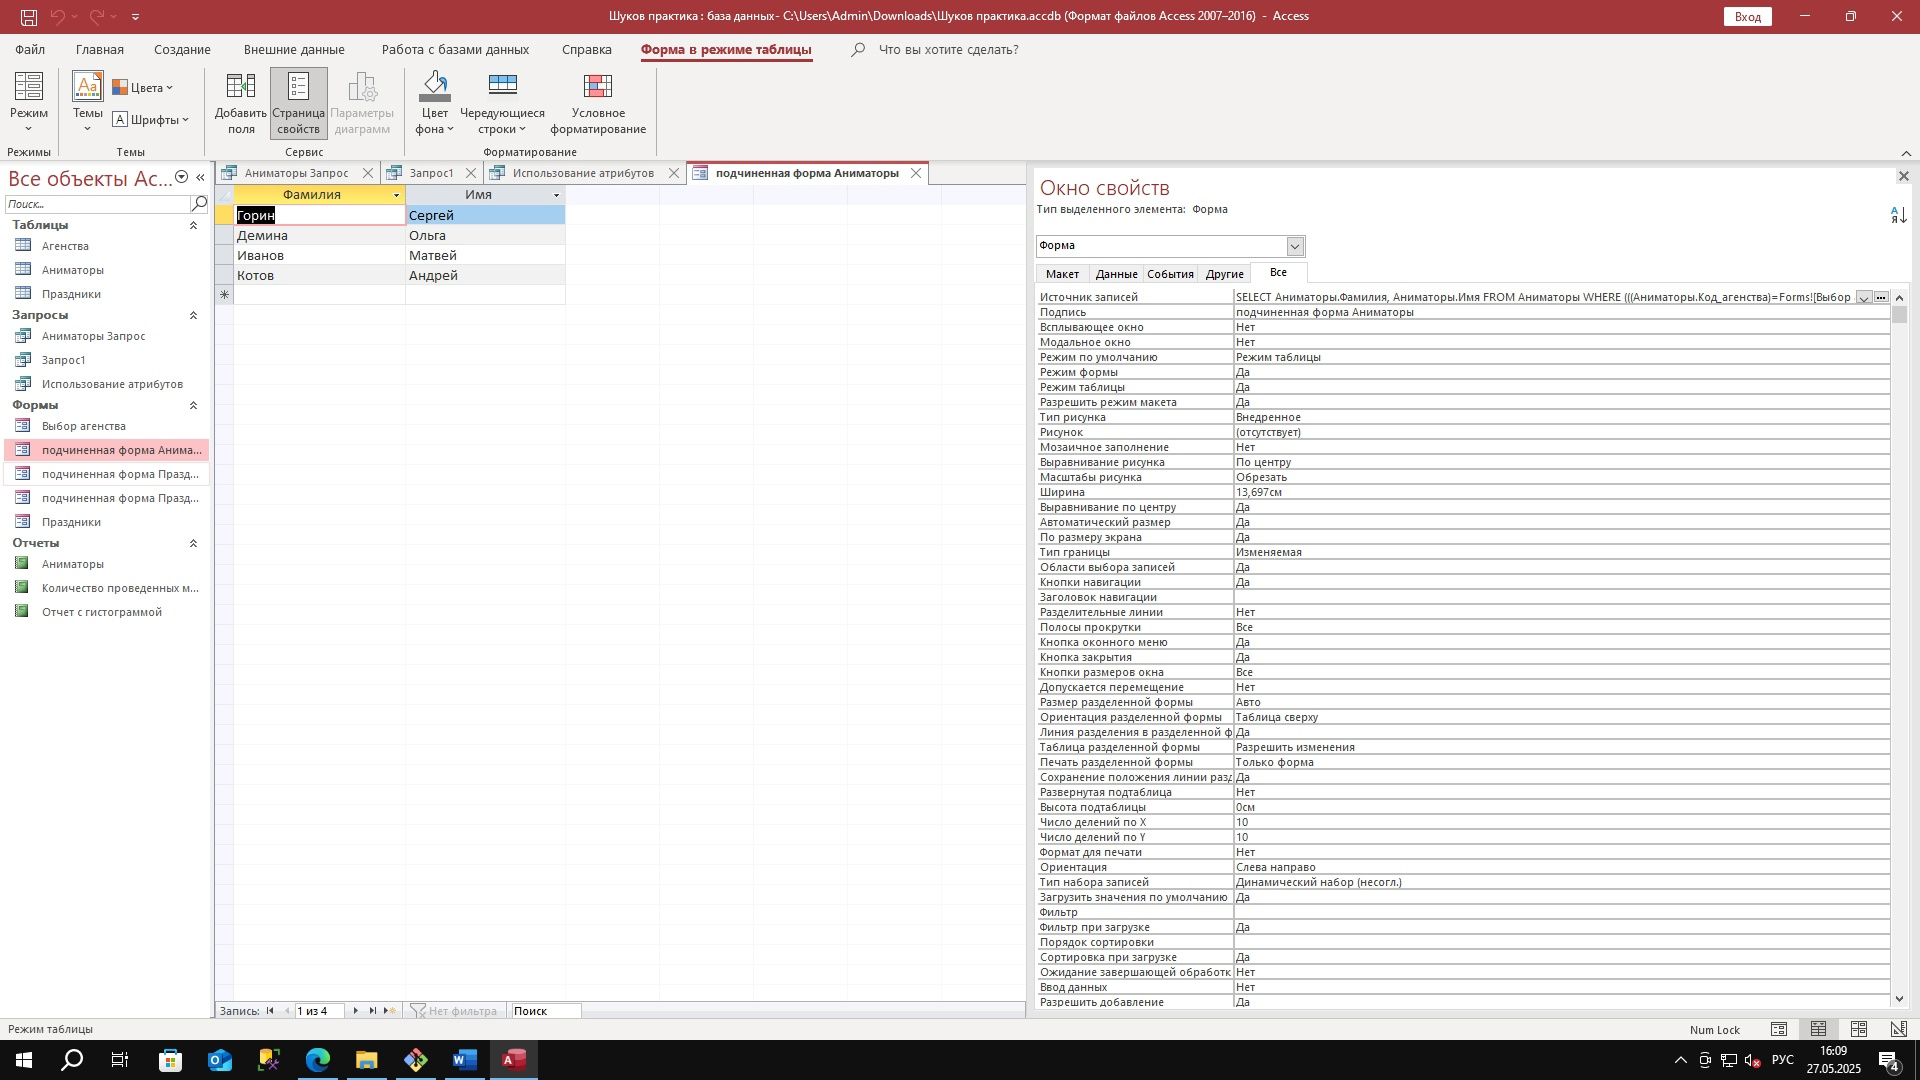 Шуков практика : база данных- C:\Users\Admin\Downloads\Шуков практика.accdb (Формат файлов Access 2007–2016) - Access
Вход
Файл Главная Создание Внешние данные Работа с базами данных Справка Форма в режиме таблицы Что вы хотите сделать?
Режим
Темы
Цвета
Шрифты
Добавить поля
Страница свойств
Параметры диаграмм
Цвет фона
Чередующиеся строки
Условное форматирование
Режимы Темы Сервис Форматирование
Все объекты Ac... «
Поиск...
Таблицы
Агенства
Аниматоры
Праздники
Запросы
Аниматоры Запрос
Запрос1
Использование атрибутов
Формы
Выбор агенства
подчиненная форма Анима...
подчиненная форма Празд...
подчиненная форма Празд...
Праздники
Отчеты
Аниматоры
Количество проведенных м...
Отчет с гистограммой
Аниматоры Запрос Запрос1 Использование атрибутов подчиненная форма Аниматоры
Фамилия Имя
Горин Сергей
Демина Ольга
Иванов Матвей
Котов Андрей
Запись: 1 из 4 Нет фильтра Поиск
Окно свойств
Тип выделенного элемента: Форма
Форма
Макет Данные События Другие Все
Источник записей SELECT Аниматоры.Фамилия, Аниматоры.Имя FROM Аниматоры WHERE (((Аниматоры.Код_агенства)=Forms![Выбор
Подпись подчиненная форма Аниматоры
Всплывающее окно Нет
Модальное окно Нет
Режим по умолчанию Режим таблицы
Режим формы Да
Режим таблицы Да
Разрешить режим макета Да
Тип рисунка Внедренное
Рисунок (отсутствует)
Мозаичное заполнение Нет
Выравнивание рисунка По центру
Масштабы рисунка Обрезать
Ширина 13,697см
Выравнивание по центру Да
Автоматический размер Да
По размеру экрана Да
Тип границы Изменяемая
Области выбора записей Да
Кнопки навигации Да
Заголовок навигации
Разделительные линии Нет
Полосы прокрутки Все
Кнопка оконного меню Да
Кнопка закрытия Да
Кнопки размеров окна Все
Допускается перемещение Нет
Размер разделенной формы Авто
Ориентация разделенной формы Таблица сверху
Линия разделения в разделенной ф Да
Таблица разделенной формы Разрешить изменения
Печать разделенной формы Только форма
Сохранение положения линии разд Да
Развернутая подтаблица Нет
Высота подтаблицы 0см
Число делений по X 10
Число делений по Y 10
Формат для печати Нет
Ориентация Слева направо
Тип набора записей Динамический набор (несогл.)
Загрузить значения по умолчанию Да
Фильтр
Фильтр при загрузке Да
Порядок сортировки
Сортировка при загрузке Да
Ожидание завершающей обработк Нет
Ввод данных Нет
Разрешить добавление Да
Режим таблицы Num Lock
РУС 16:09
27.05.2025
4